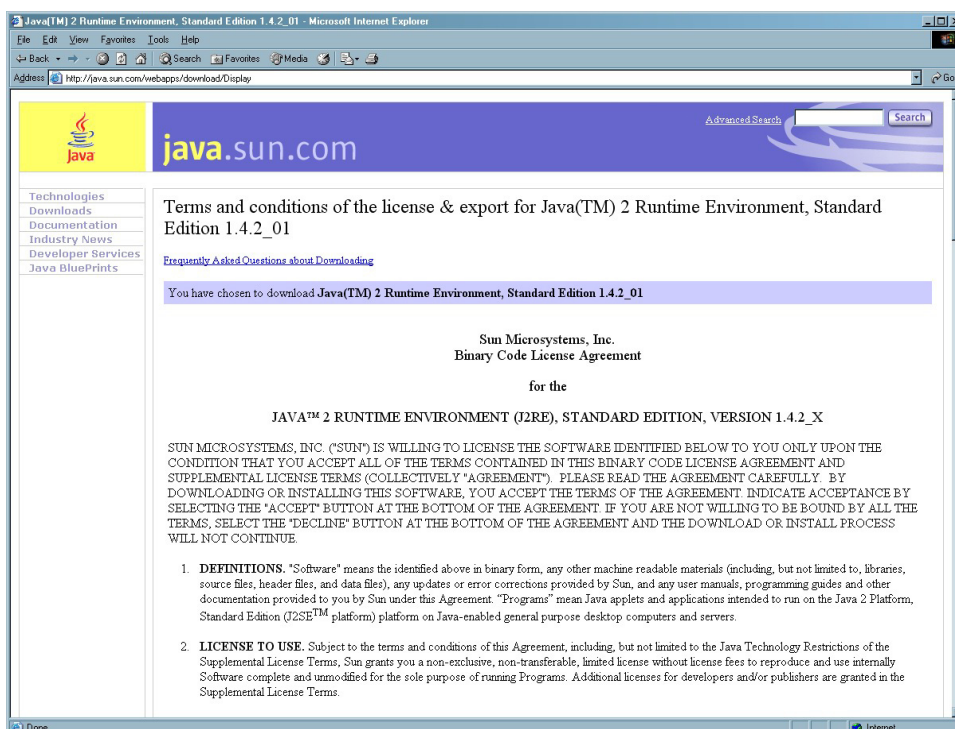 Java(TM) 2 Runtime Environment, Standard Edition 1.4.2_01 - Microsoft Internet Explorer
File Edit View Favorites Tools Help
Back Search Favorites Media
Address http://java.sun.com/webapps/download/Display Go
Java
java.sun.com
Advanced Search Search
Technologies
Downloads
Documentation
Industry News
Developer Services
Java BluePrints
Terms and conditions of the license & export for Java(TM) 2 Runtime Environment, Standard
Edition 1.4.2_01
Frequently Asked Questions about Downloading
You have chosen to download Java(TM) 2 Runtime Environment, Standard Edition 1.4.2_01
Sun Microsystems, Inc.
Binary Code License Agreement
for the
JAVA™ 2 RUNTIME ENVIRONMENT (J2RE), STANDARD EDITION, VERSION 1.4.2_X
SUN MICROSYSTEMS, INC. ("SUN") IS WILLING TO LICENSE THE SOFTWARE IDENTIFIED BELOW TO YOU ONLY UPON THE
CONDITION THAT YOU ACCEPT ALL OF THE TERMS CONTAINED IN THIS BINARY CODE LICENSE AGREEMENT AND
SUPPLEMENTAL LICENSE TERMS (COLLECTIVELY "AGREEMENT"). PLEASE READ THE AGREEMENT CAREFULLY. BY
DOWNLOADING OR INSTALLING THIS SOFTWARE, YOU ACCEPT THE TERMS OF THE AGREEMENT. INDICATE ACCEPTANCE BY
SELECTING THE "ACCEPT" BUTTON AT THE BOTTOM OF THE AGREEMENT. IF YOU ARE NOT WILLING TO BE BOUND BY ALL THE
TERMS, SELECT THE "DECLINE" BUTTON AT THE BOTTOM OF THE AGREEMENT AND THE DOWNLOAD OR INSTALL PROCESS
WILL NOT CONTINUE.
1. DEFINITIONS. "Software" means the identified above in binary form, any other machine readable materials (including, but not limited to, libraries,
source files, header files, and data files), any updates or error corrections provided by Sun, and any user manuals, programming guides and other
documentation provided to you by Sun under this Agreement. “Programs” mean Java applets and applications intended to run on the Java 2 Platform,
Standard Edition (J2SE™ platform) platform on Java-enabled general purpose desktop computers and servers.
2. LICENSE TO USE. Subject to the terms and conditions of this Agreement, including, but not limited to the Java Technology Restrictions of the
Supplemental License Terms, Sun grants you a non-exclusive, non-transferable, limited license without license fees to reproduce and use internally
Software complete and unmodified for the sole purpose of running Programs. Additional licenses for developers and/or publishers are granted in the
Supplemental License Terms.
Done Internet